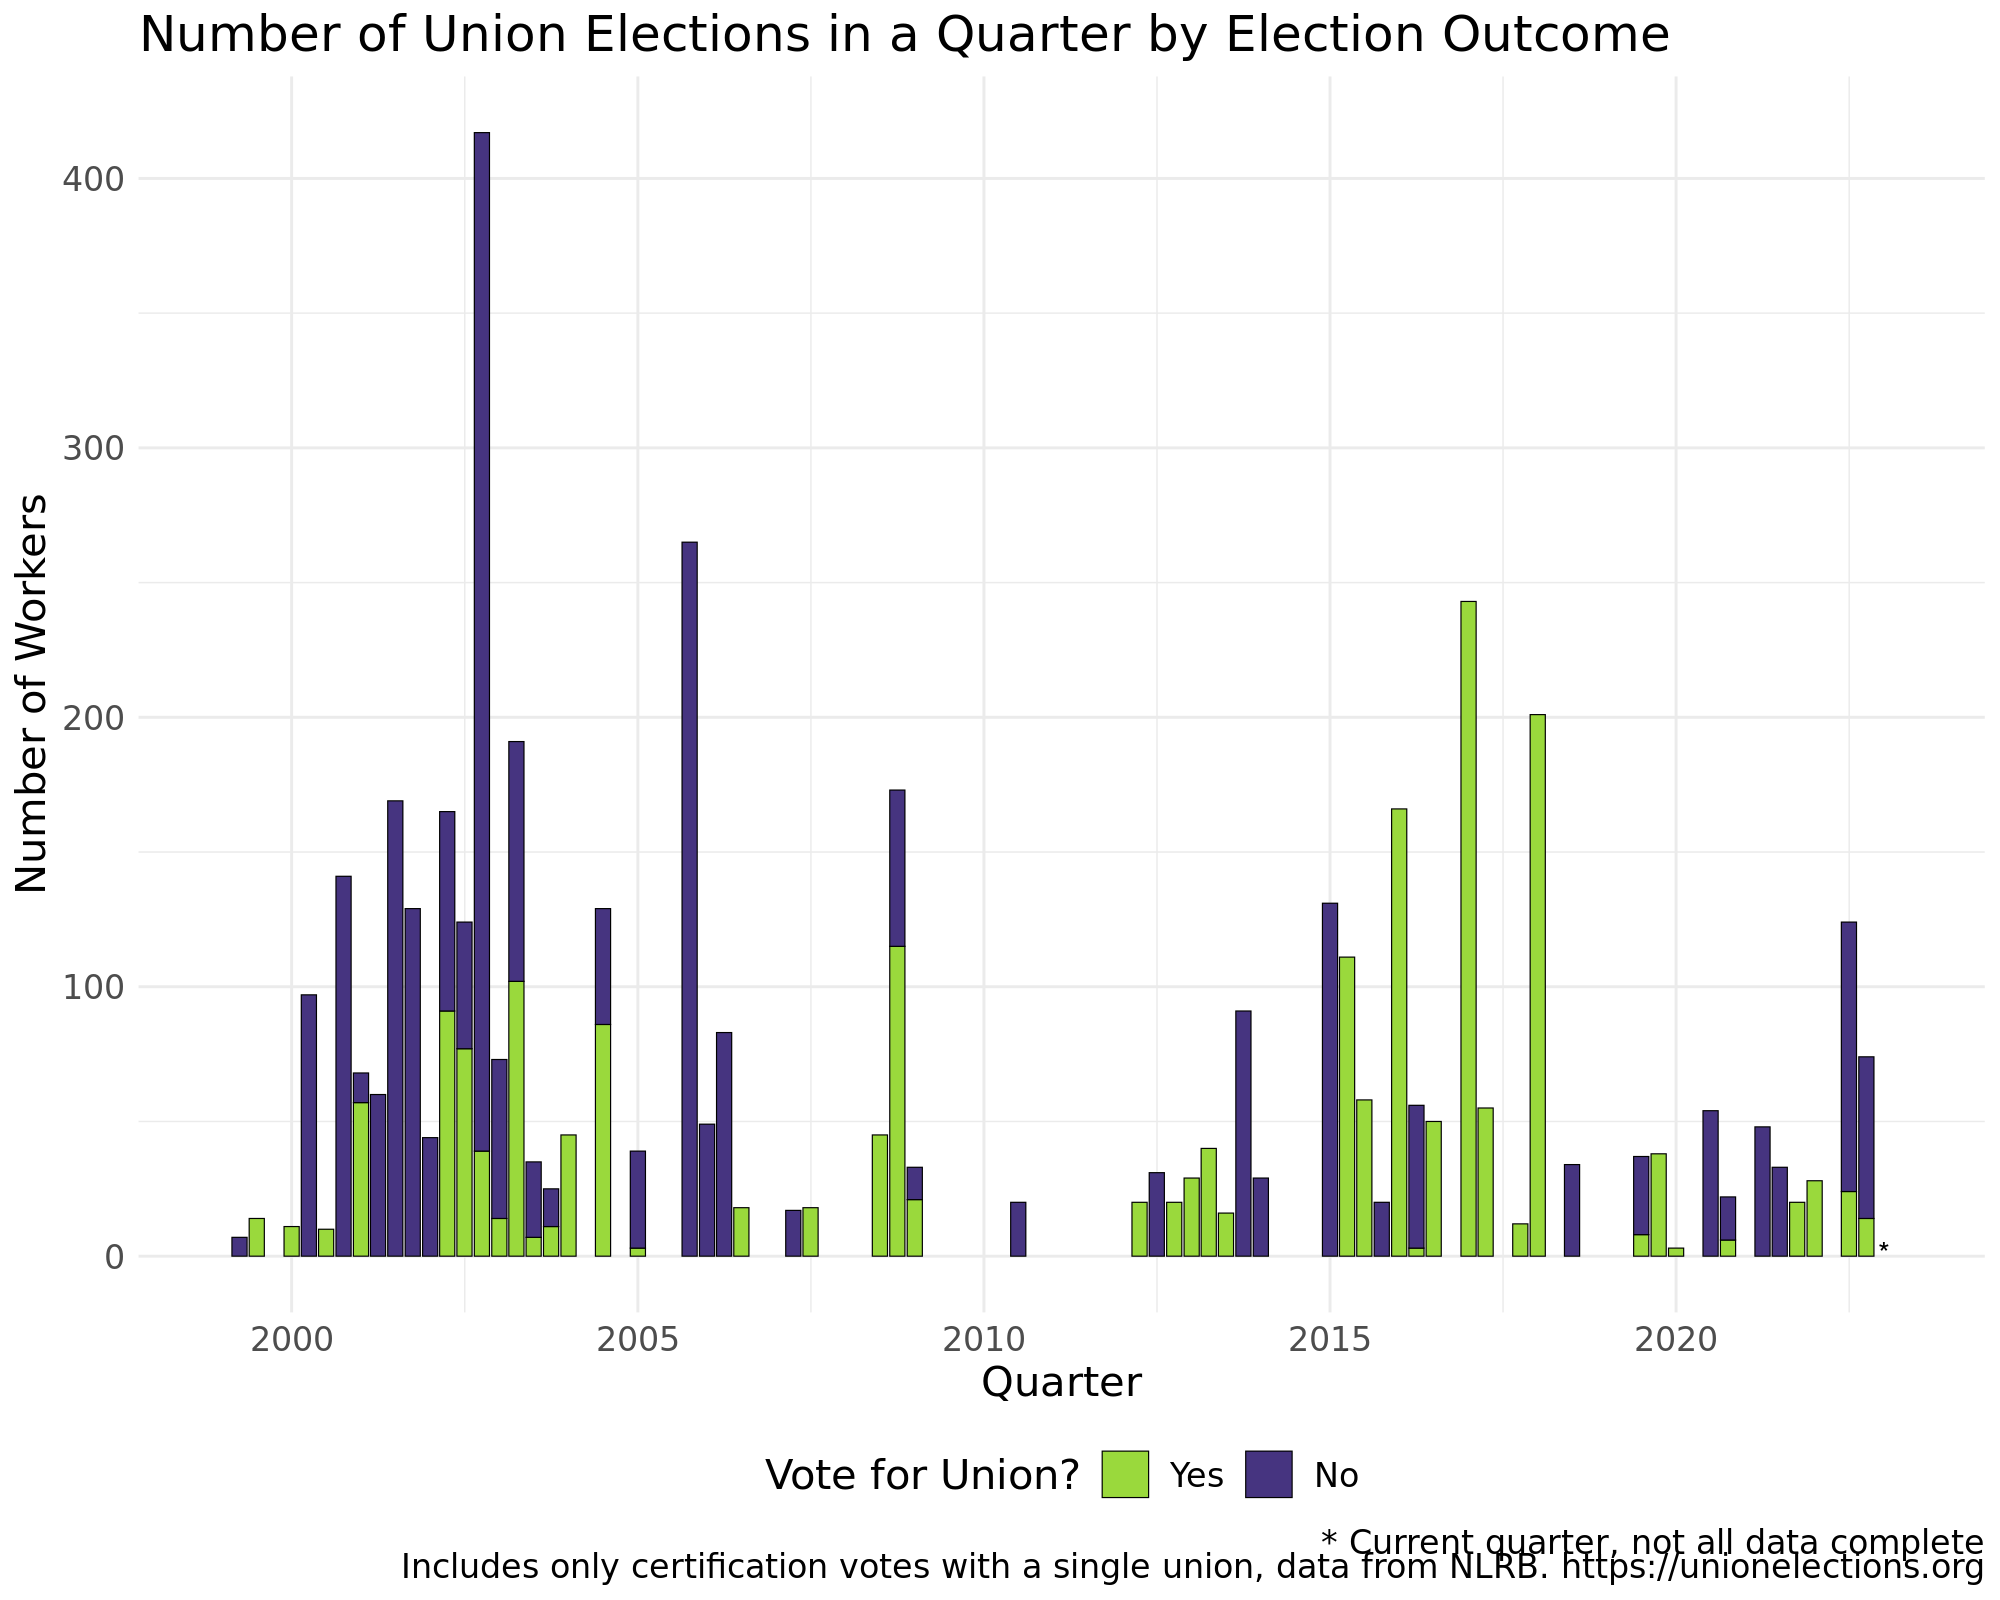 Number of Union Elections in a Quarter by Election Outcome
Number of Workers
400
300
200
100
0
*
2000 2005 2010 2015 2020
Quarter
Vote for Union? Yes No
* Current quarter, not all data complete
Includes only certification votes with a single union, data from NLRB. https://unionelections.org